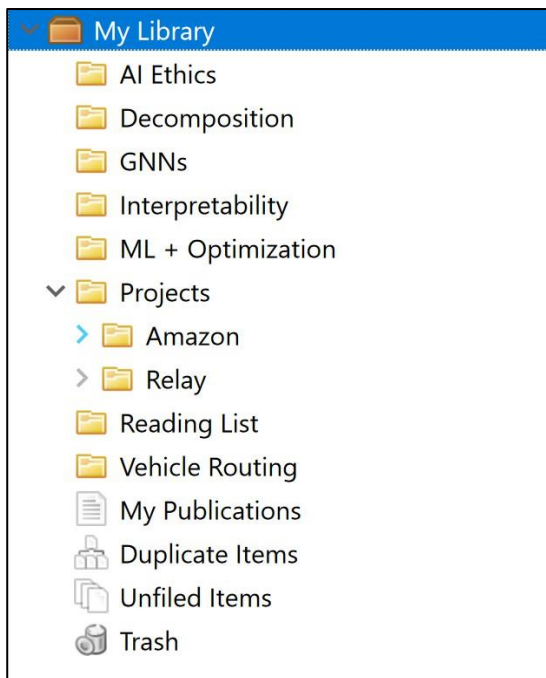 My Library
AI Ethics
Decomposition
GNNs
Interpretability
ML + Optimization
Projects
Amazon
Relay
Reading List
Vehicle Routing
My Publications
Duplicate Items
Unfiled Items
Trash